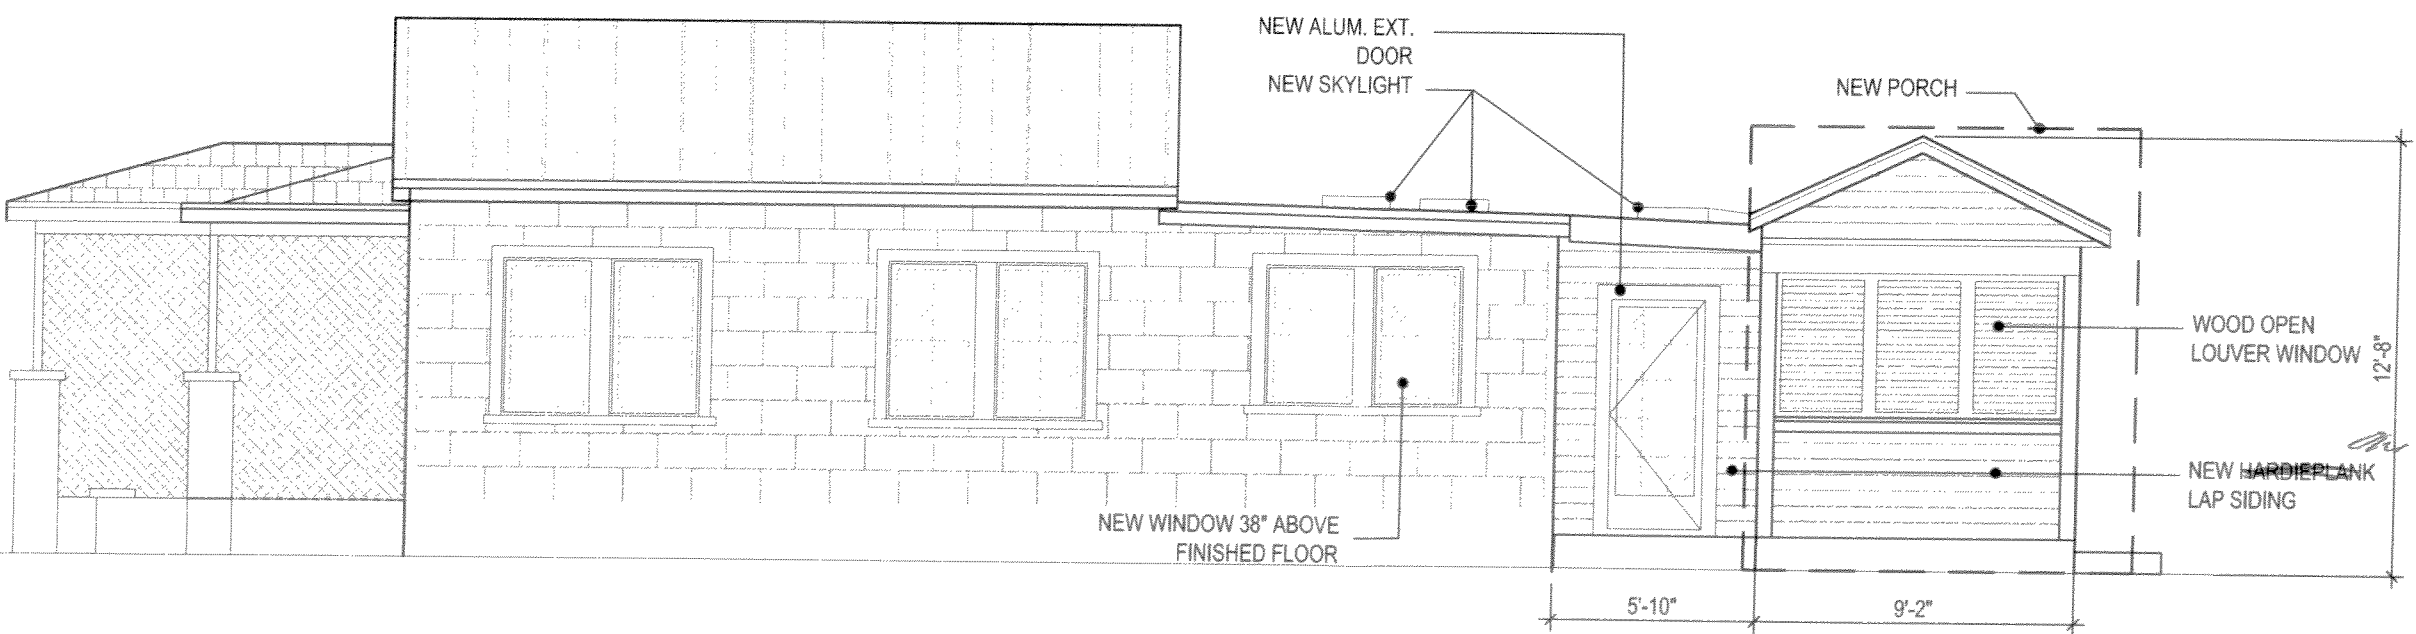 NEW ALUM. EXT.
DOOR
NEW SKYLIGHT
NEW PORCH
WOOD OPEN
LOUVER WINDOW
12'-8"
NEW HARDIEPLANK
LAP SIDING
NEW WINDOW 38" ABOVE
FINISHED FLOOR
5'-10"
9'-2"